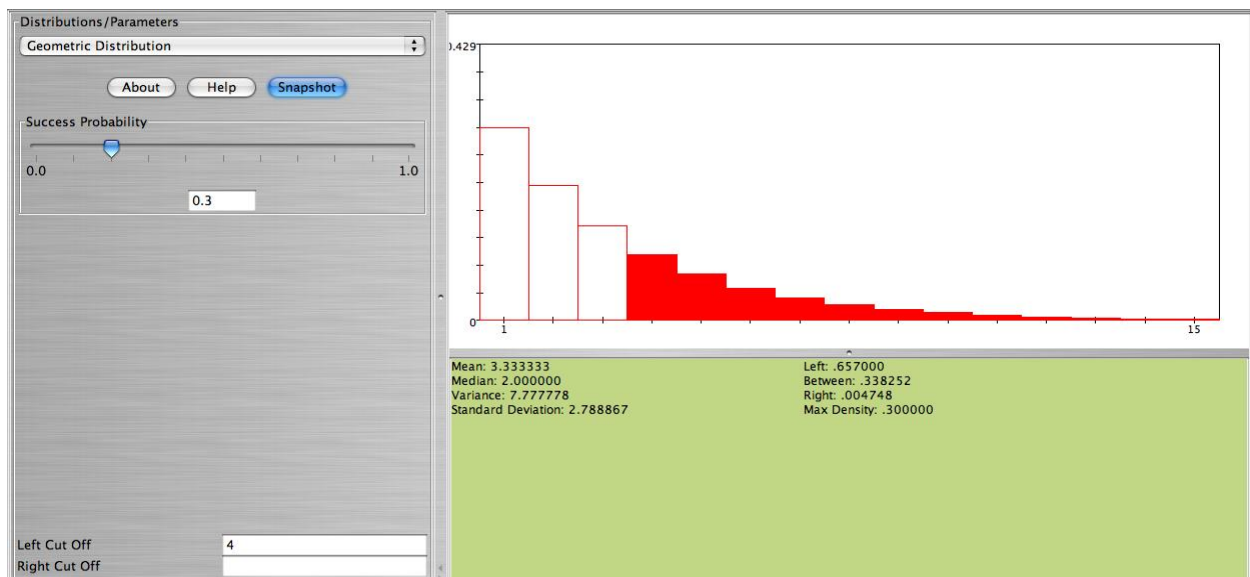 Distributions/Parameters
Geometric Distribution
About Help Snapshot
Success Probability
0.0 1.0
0.3
Left Cut Off 4
Right Cut Off
0.429
0
1 15
Mean: 3.333333
Median: 2.000000
Variance: 7.777778
Standard Deviation: 2.788867
Left: .657000
Between: .338252
Right: .004748
Max Density: .300000